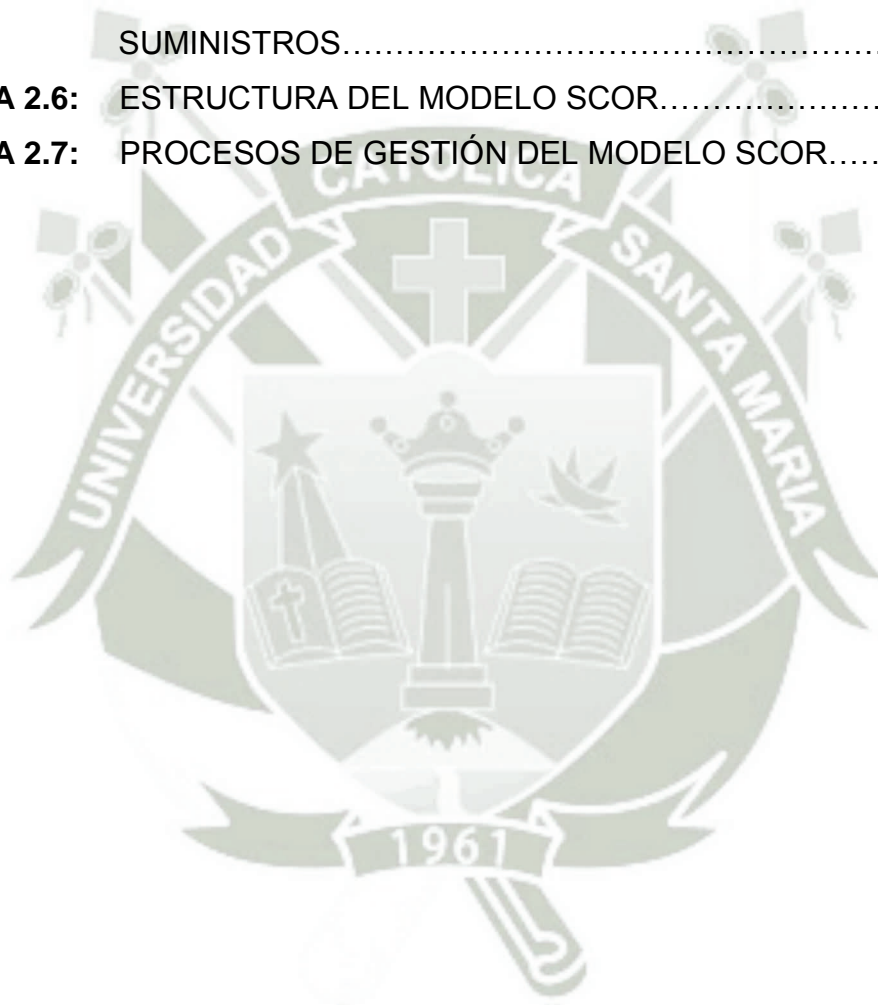 SUMINISTROS……………………………………………
A 2.6: ESTRUCTURA DEL MODELO SCOR…………………
A 2.7: PROCESOS DE GESTIÓN DEL MODELO SCOR……
UNIVERSIDAD CATOLICA SANTA MARIA
1961